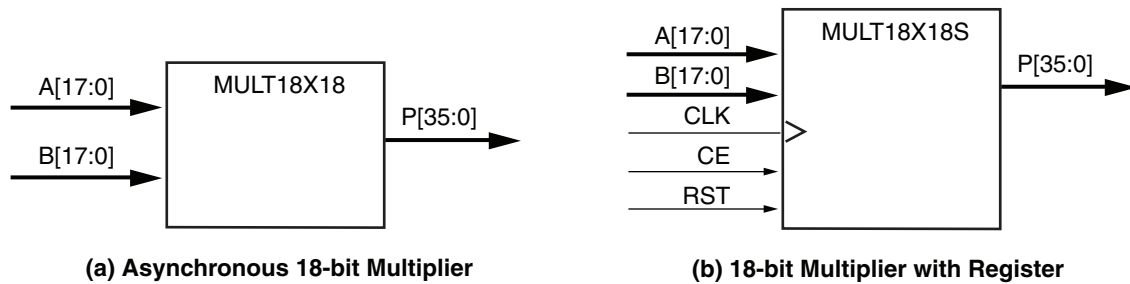 A[17:0]
B[17:0]
MULT18X18
P[35:0]
(a) Asynchronous 18-bit Multiplier
A[17:0]
B[17:0]
CLK
CE
RST
MULT18X18S
P[35:0]
(b) 18-bit Multiplier with Register